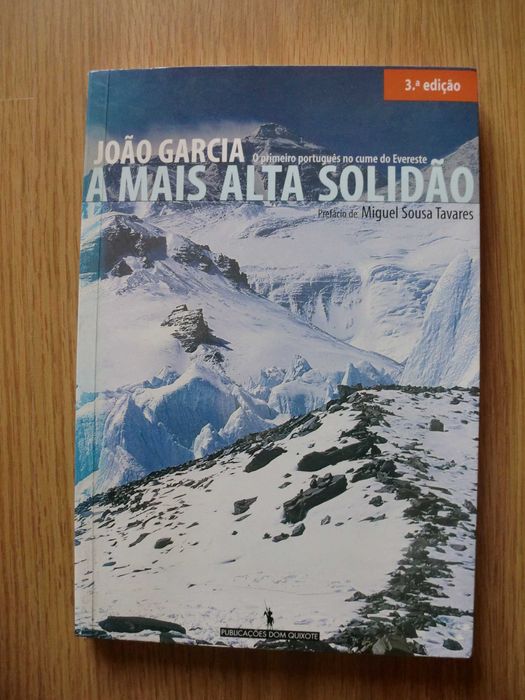 3.ª edição
JOÃO GARCIA O primeiro português no cume do Evereste
A MAIS ALTA SOLIDÃO
Prefácio de Miguel Sousa Tavares
PUBLICAÇÕES DOM QUIXOTE